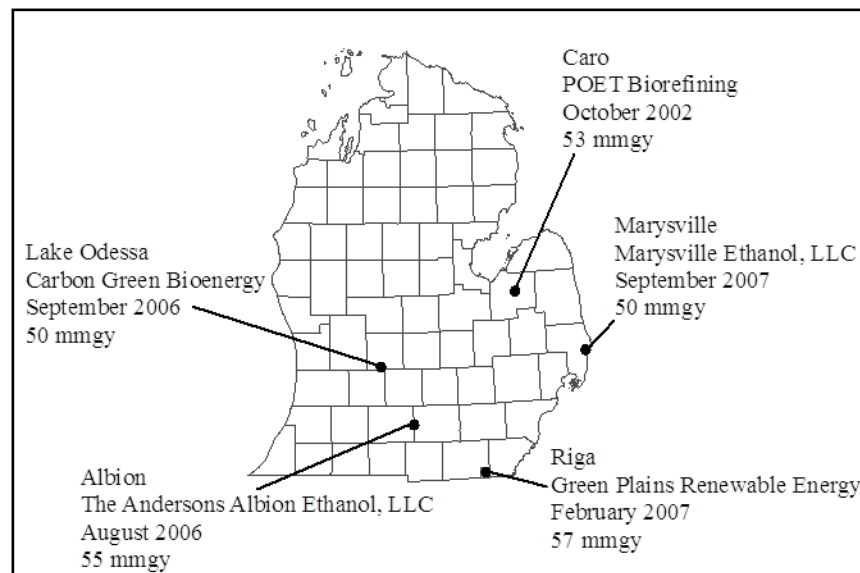 Caro
POET Biorefining
October 2002
53 mmgy
Marysville
Marysville Ethanol, LLC
September 2007
50 mmgy
Lake Odessa
Carbon Green Bioenergy
September 2006
50 mmgy
Albion
The Andersons Albion Ethanol, LLC
August 2006
55 mmgy
Riga
Green Plains Renewable Energy
February 2007
57 mmgy